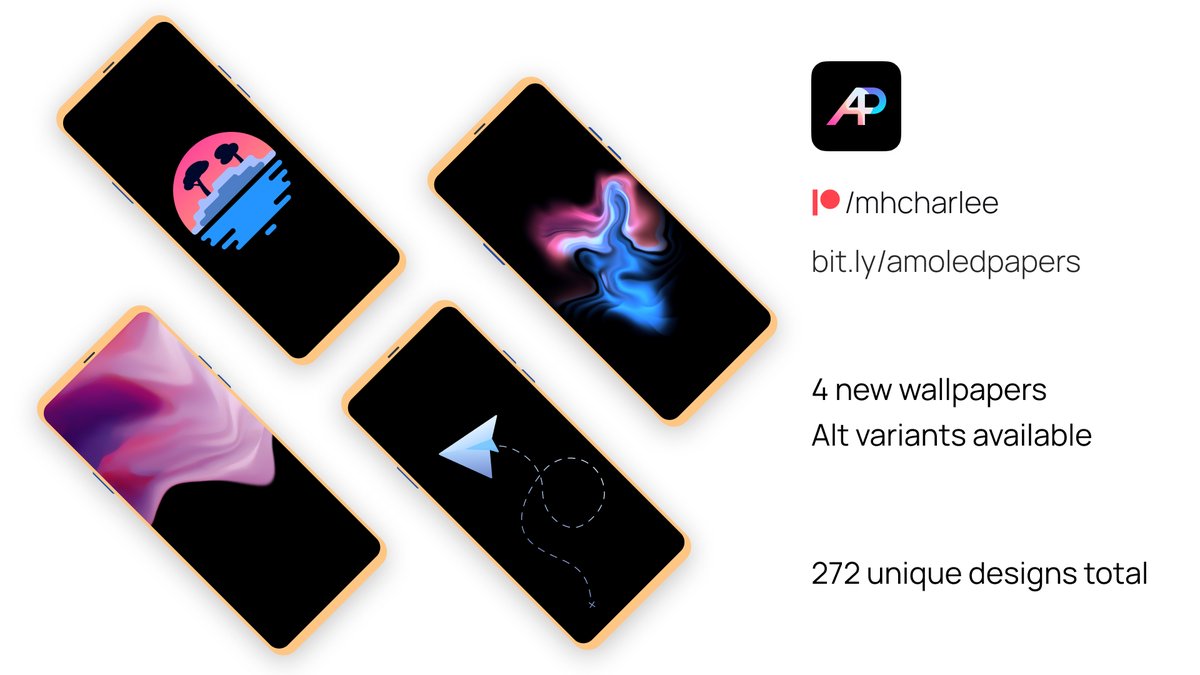 AP
/mhcharlee
bit.ly/amoledpapers
4 new wallpapers
Alt variants available
272 unique designs total